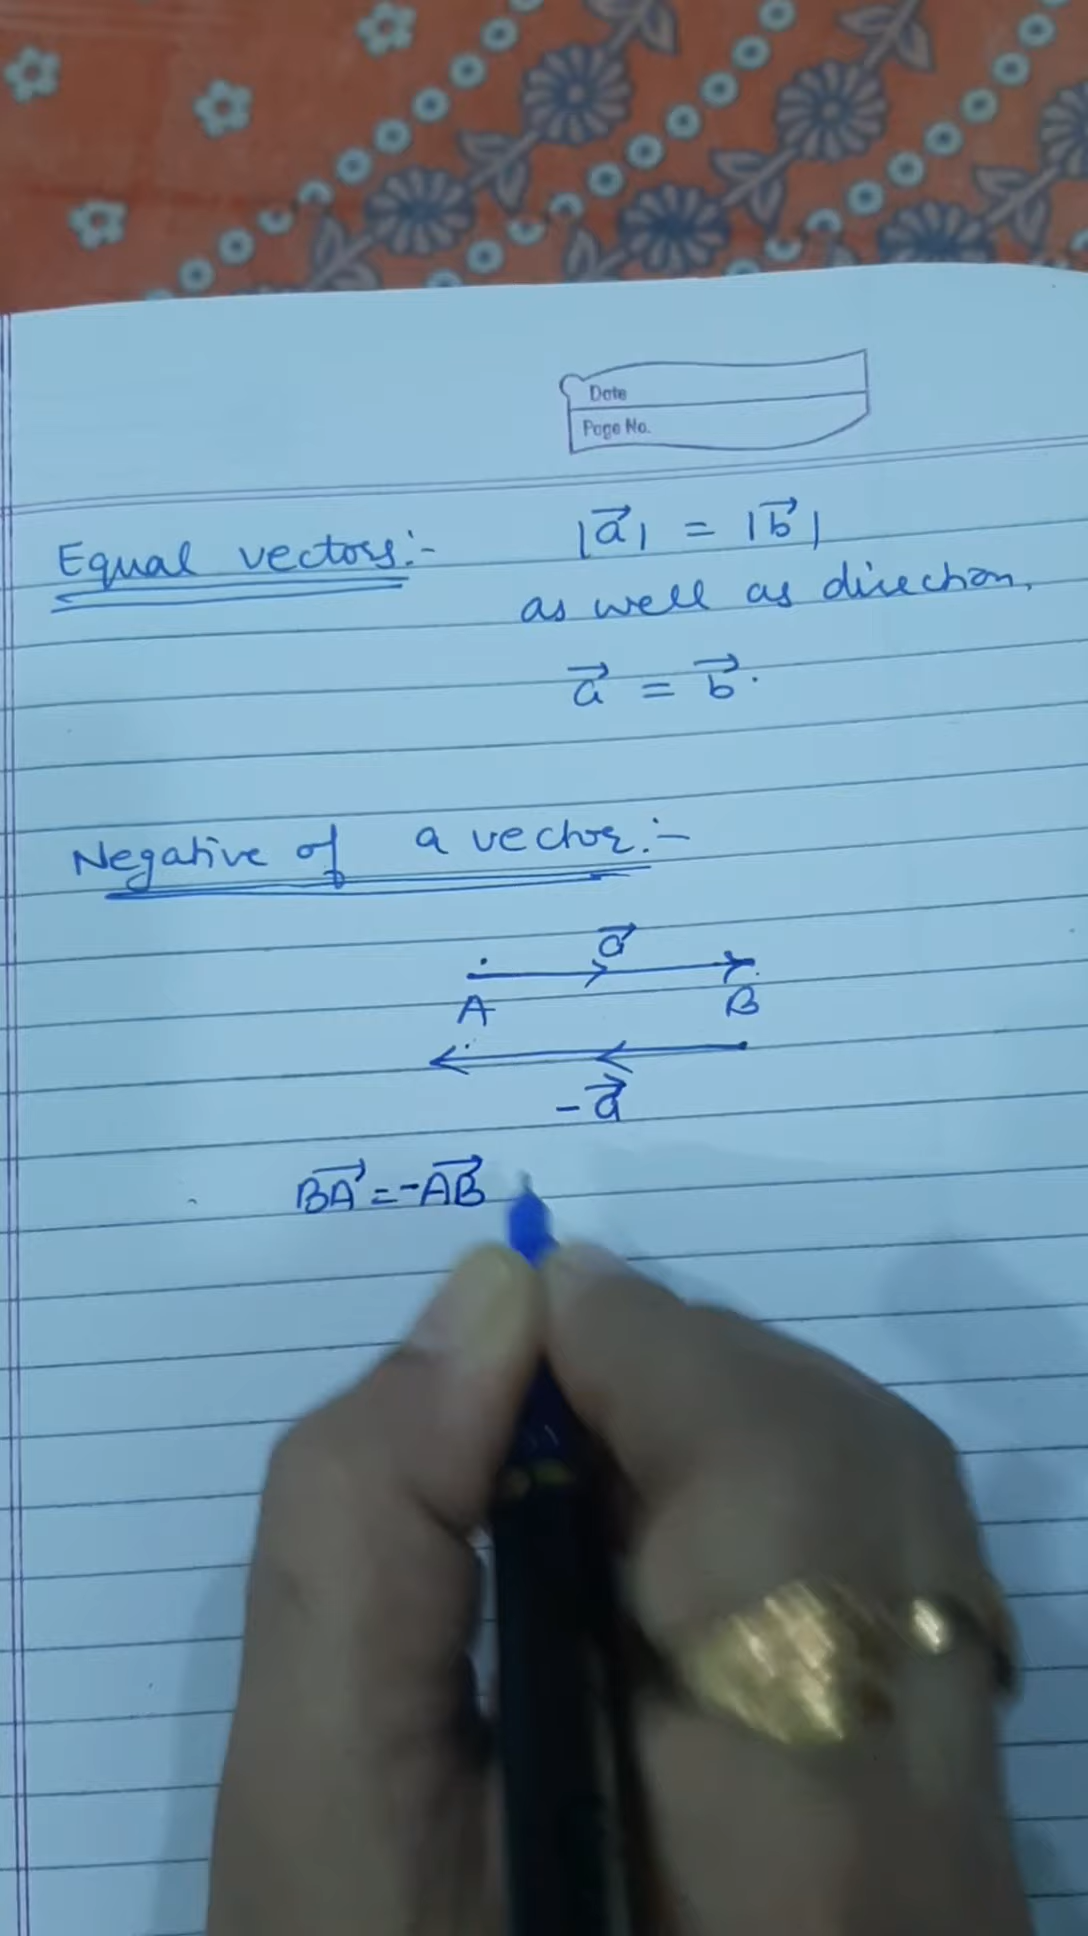 Date
Page No.
Equal vectors:- |a⃗| = |b⃗|
as well as direction.
a⃗ = b⃗.
Negative of a vector:-
a⃗
A B
-a⃗
BA⃗ = -AB⃗